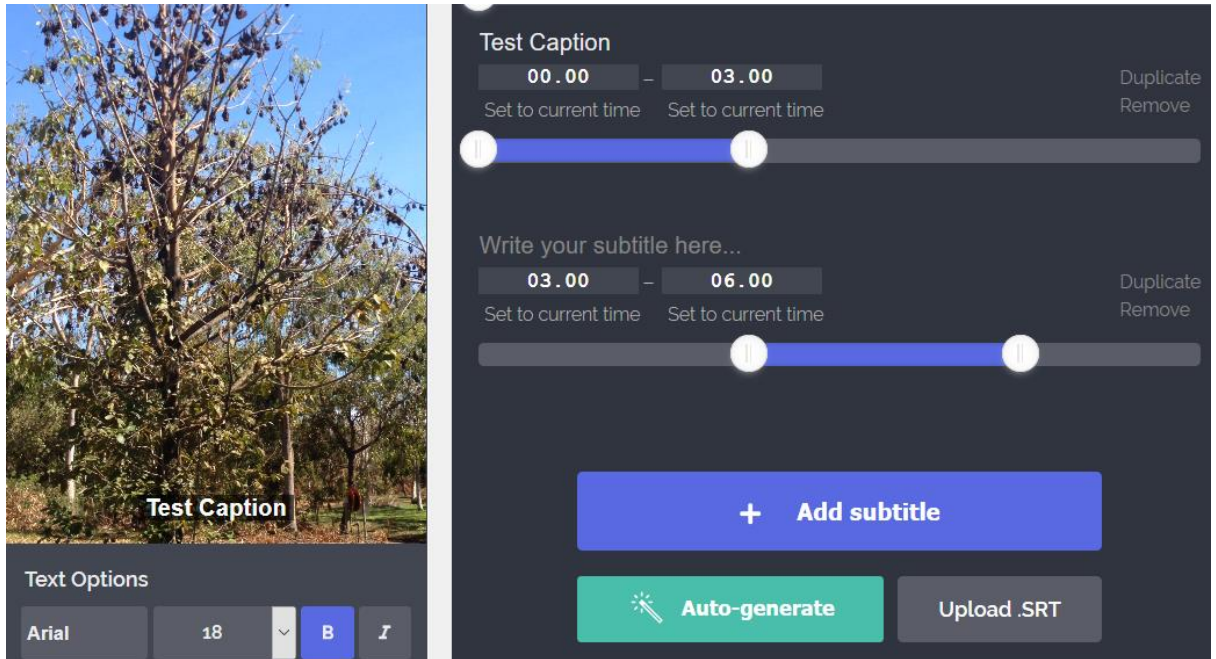 Test Caption
Text Options
Arial 18 B I
Test Caption
00.00 – 03.00 Duplicate
Set to current time Set to current time Remove
Write your subtitle here...
03.00 – 06.00 Duplicate
Set to current time Set to current time Remove
+ Add subtitle
Auto-generate Upload .SRT